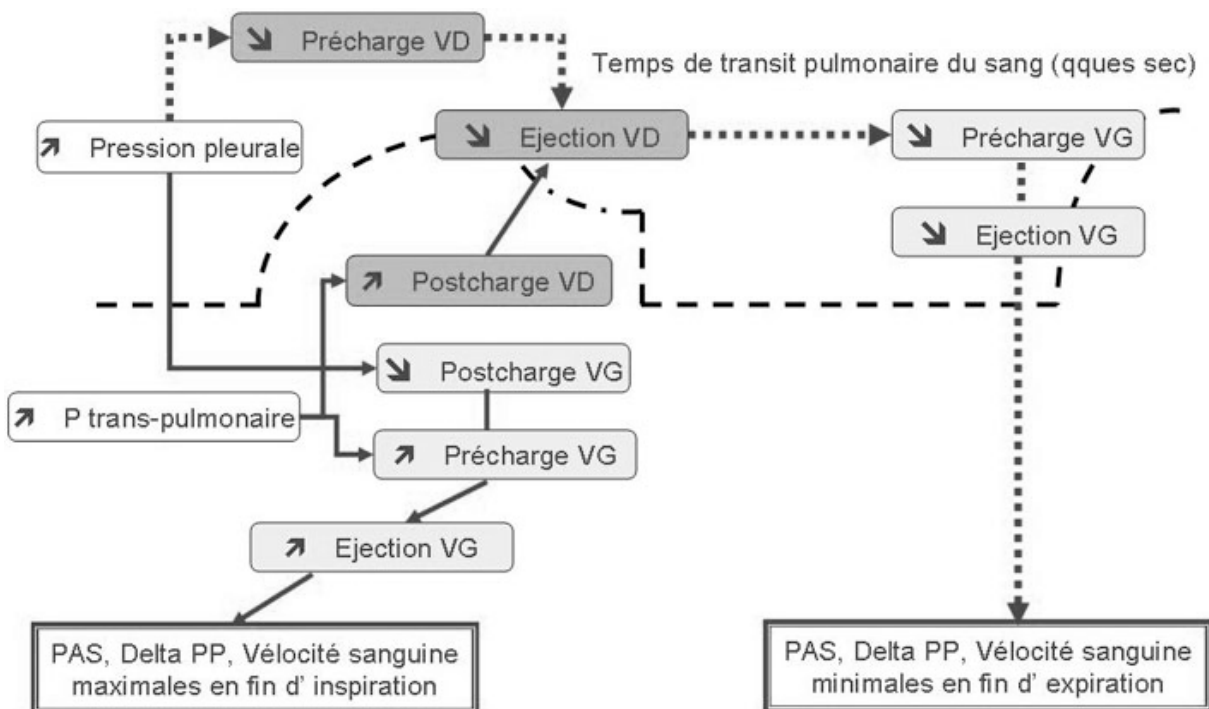 Précharge VD
Temps de transit pulmonaire du sang (qques sec)
Pression pleurale
Ejection VD
Précharge VG
Ejection VG
Postcharge VD
Postcharge VG
P trans-pulmonaire
Précharge VG
Ejection VG
PAS, Delta PP, Vélocité sanguine
maximales en fin d' inspiration
PAS, Delta PP, Vélocité sanguine
minimales en fin d' expiration